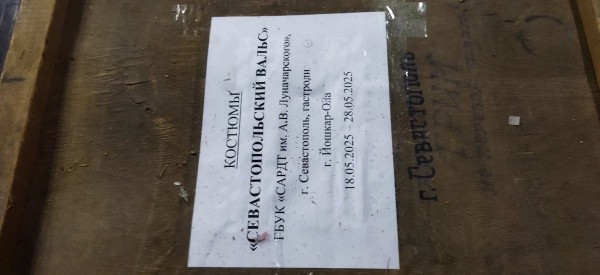 КОСТЮМЫ
«СЕВАСТОПОЛЬСКИЙ ВАЛЬС»
ГБУК «САРДТ им. А.В. Луначарского»,
г. Севастополь, гастроли
г. Йошкар-Ола
18.05.2025 – 28.05.2025
г. Севастополь